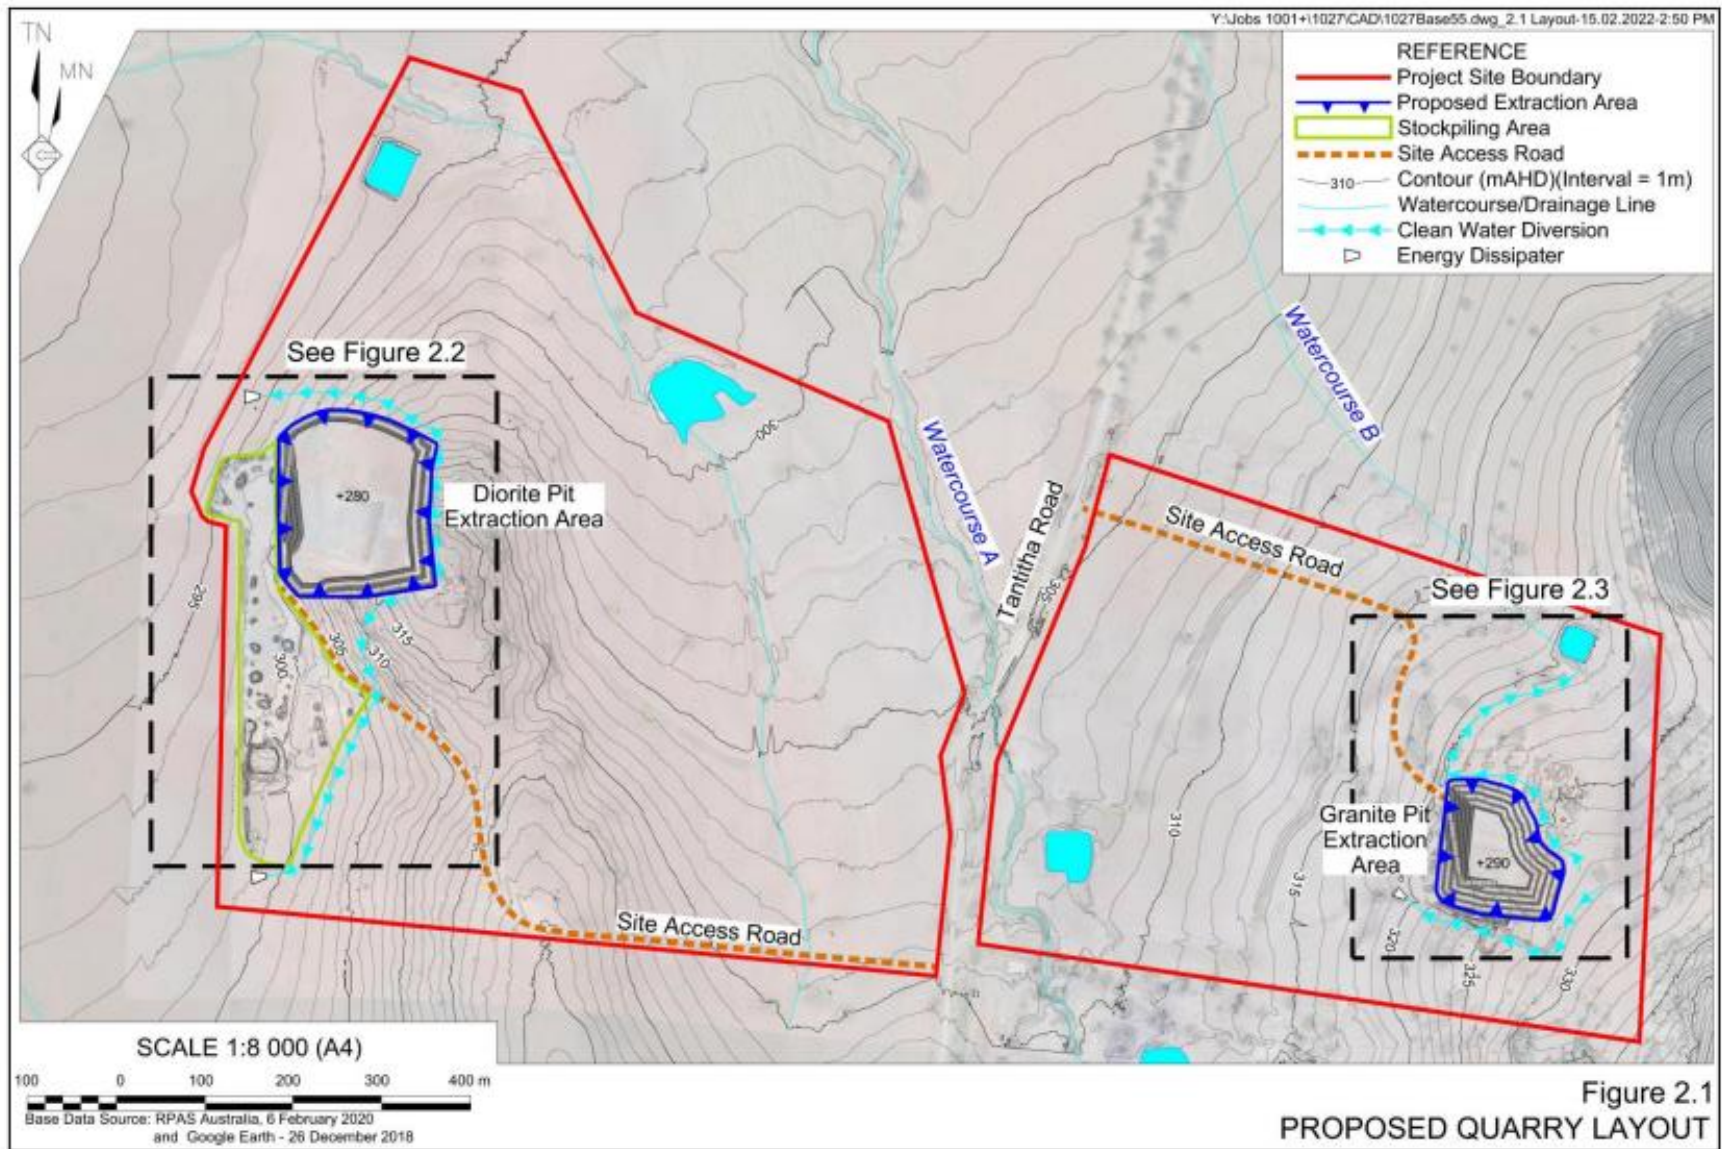 Y:\Jobs 1001+\1027\CAD\1027Base55.dwg_2.1 Layout-15.02.2022-2:50 PM
TN
MN
REFERENCE
Project Site Boundary
Proposed Extraction Area
Stockpiling Area
Site Access Road
310
Contour (mAHD)(Interval = 1m)
Watercourse/Drainage Line
Clean Water Diversion
Energy Dissipater
See Figure 2.2
Watercourse B
300
Watercourse A
+280
Diorite Pit
Extraction Area
Tantitha Road
Site Access Road
295
305
See Figure 2.3
315
305
310
300
Granite Pit
Extraction
Area
310
+290
315
Site Access Road
320
325
330
SCALE 1:8 000 (A4)
100 0 100 200 300 400 m
Base Data Source: RPAS Australia, 6 February 2020
and Google Earth - 26 December 2018
Figure 2.1
PROPOSED QUARRY LAYOUT